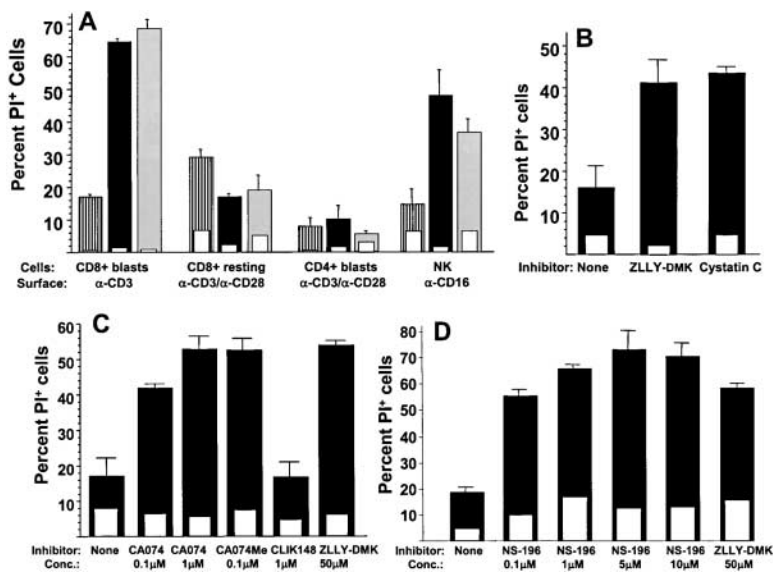 A
Percent PI⁺ Cells
70
60
50
40
30
20
10
Cells: CD8+ blasts CD8+ resting CD4+ blasts NK
Surface: α-CD3 α-CD3/α-CD28 α-CD3/α-CD28 α-CD16
B
Percent PI⁺ cells
50
40
30
20
10
Inhibitor: None ZLLY-DMK Cystatin C
C
Percent PI⁺ cells
60
50
40
30
20
10
Inhibitor: None CA074 CA074 CA074Me CLIK148 ZLLY-DMK
Conc.: 0.1µM 1µM 0.1µM 1µM 50µM
D
Percent PI⁺ cells
80
70
60
50
40
30
20
10
Inhibitor: None NS-196 NS-196 NS-196 NS-196 ZLLY-DMK
Conc.: 0.1µM 1µM 5µM 10µM 50µM